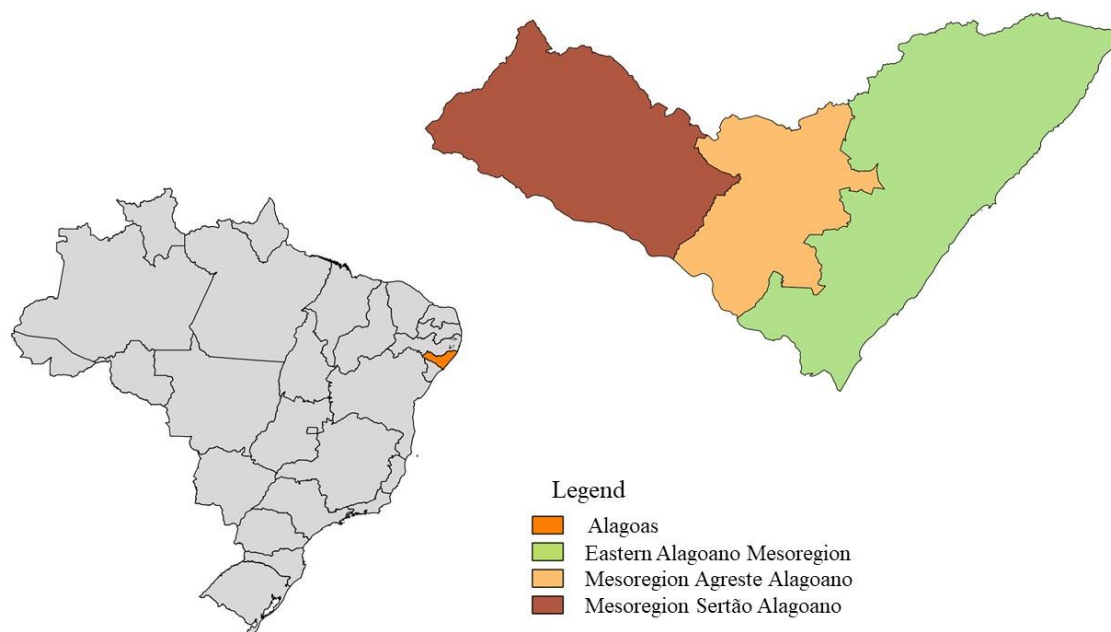 Legend
Alagoas
Eastern Alagoano Mesoregion
Mesoregion Agreste Alagoano
Mesoregion Sertão Alagoano